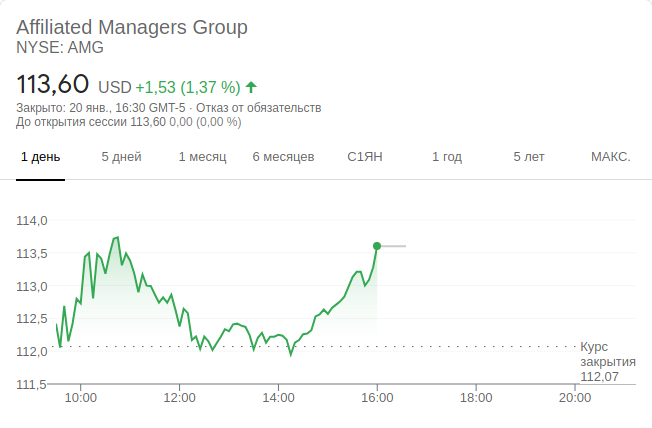 Affiliated Managers Group
NYSE: AMG
113,60 USD +1,53 (1,37 %)
Закрыто: 20 янв., 16:30 GMT-5 · Отказ от обязательств
До открытия сессии 113,60 0,00 (0,00 %)
1 день 5 дней 1 месяц 6 месяцев С1ЯН 1 год 5 лет МАКС.
114,0
113,5
113,0
112,5
112,0
111,5
Курс
закрытия
112,07
10:00 12:00 14:00 16:00 18:00 20:00